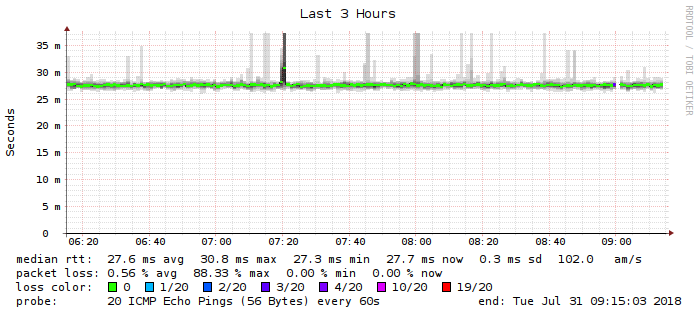 Last 3 Hours
RRDTOOL / TOBI OETIKER
Seconds
35 m
30 m
25 m
20 m
15 m
10 m
5 m
0
06:20 06:40 07:00 07:20 07:40 08:00 08:20 08:40 09:00
median rtt: 27.6 ms avg 30.8 ms max 27.3 ms min 27.7 ms now 0.3 ms sd 102.0 am/s
packet loss: 0.56 % avg 88.33 % max 0.00 % min 0.00 % now
loss color: 0 1/20 2/20 3/20 4/20 10/20 19/20
probe: 20 ICMP Echo Pings (56 Bytes) every 60s end: Tue Jul 31 09:15:03 2018